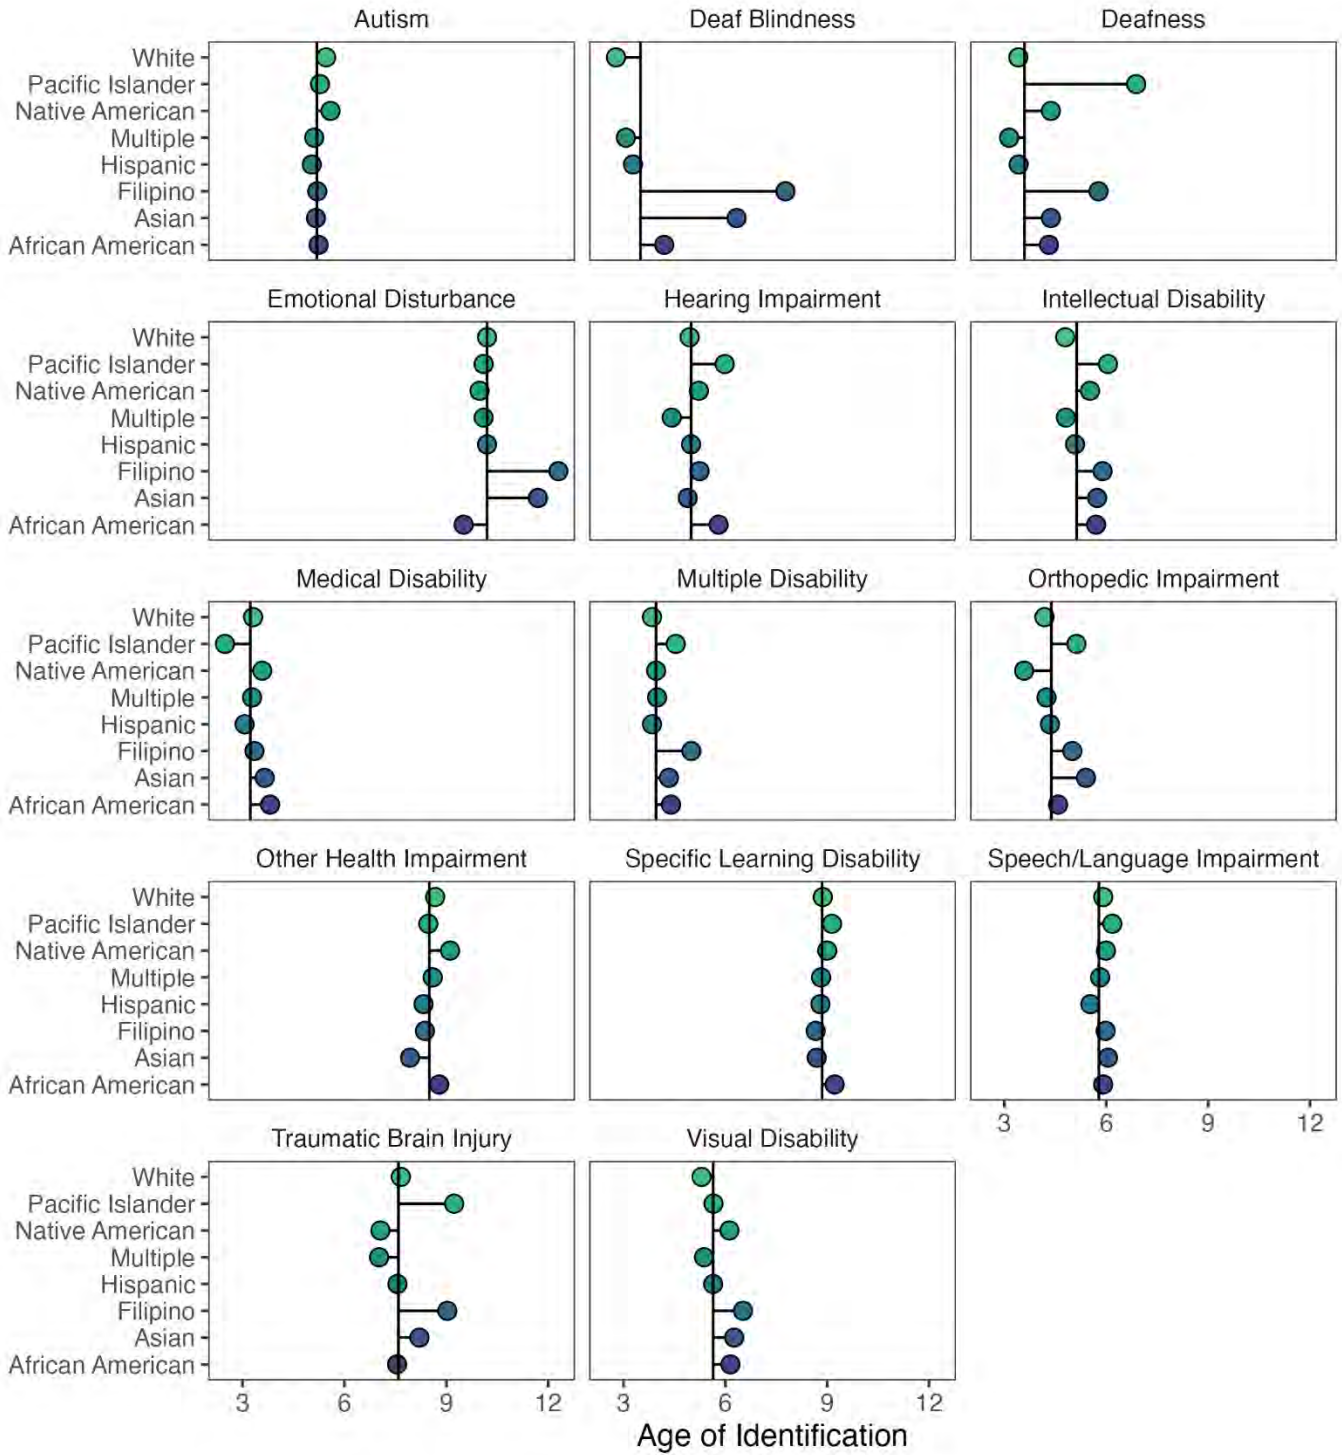 Autism Deaf Blindness Deafness
White
Pacific Islander
Native American
Multiple
Hispanic
Filipino
Asian
African American
Emotional Disturbance Hearing Impairment Intellectual Disability
White
Pacific Islander
Native American
Multiple
Hispanic
Filipino
Asian
African American
Medical Disability Multiple Disability Orthopedic Impairment
White
Pacific Islander
Native American
Multiple
Hispanic
Filipino
Asian
African American
Other Health Impairment Specific Learning Disability Speech/Language Impairment
White
Pacific Islander
Native American
Multiple
Hispanic
Filipino
Asian
African American
3 6 9 12
Traumatic Brain Injury Visual Disability
White
Pacific Islander
Native American
Multiple
Hispanic
Filipino
Asian
African American
3 6 9 12 3 6 9 12
Age of Identification